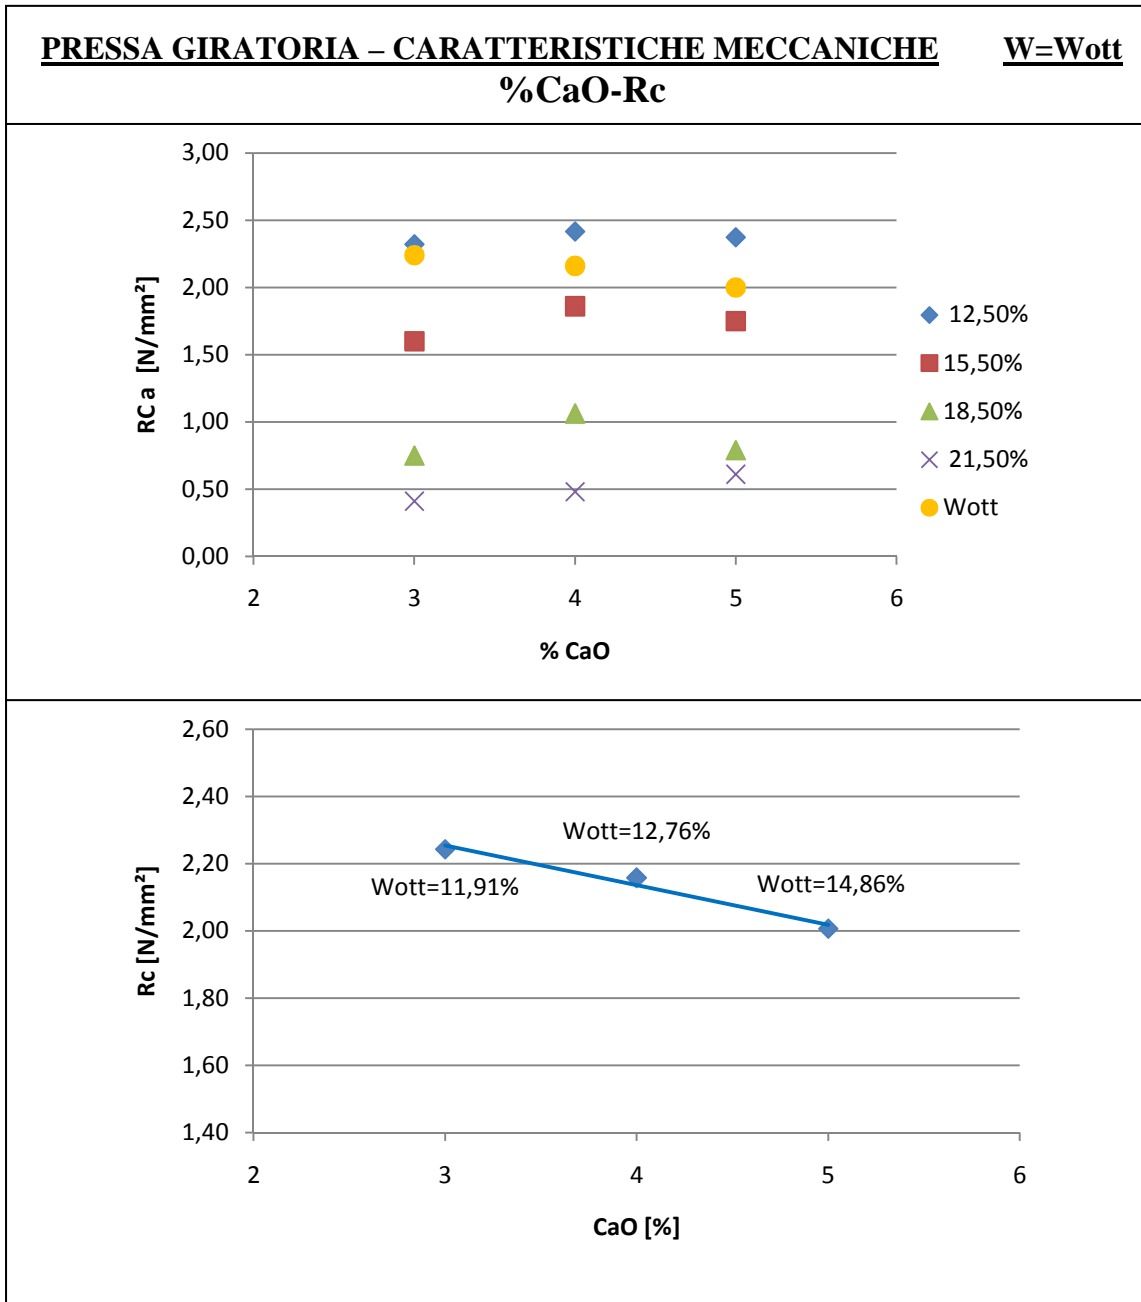 PRESSA GIRATORIA – CARATTERISTICHE MECCANICHE W=Wott
%CaO-Rc
3,00
2,50
2,00
1,50
1,00
0,50
0,00
RC a [N/mm²]
2 3 4 5 6
% CaO
12,50%
15,50%
18,50%
21,50%
Wott
2,60
2,40
2,20
2,00
1,80
1,60
1,40
Rc [N/mm²]
Wott=12,76%
Wott=11,91%
Wott=14,86%
2 3 4 5 6
CaO [%]